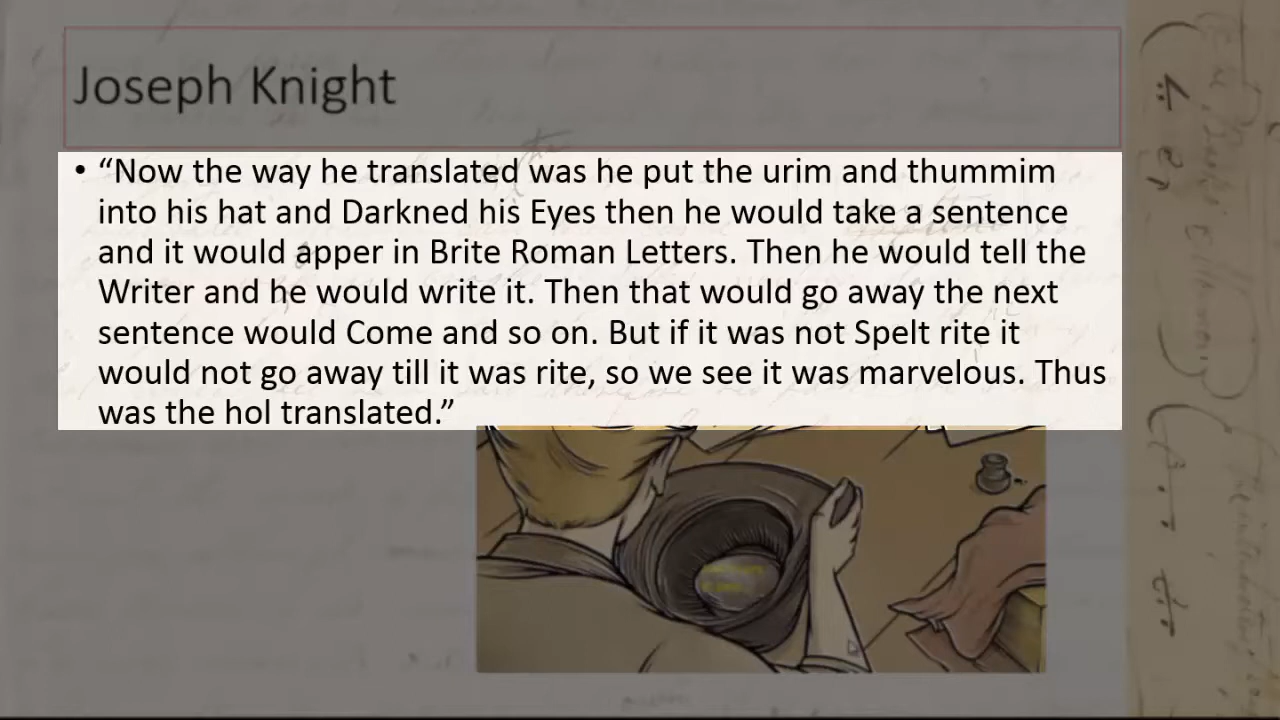 Joseph Knight
• “Now the way he translated was he put the urim and thummim
into his hat and Darkned his Eyes then he would take a sentence
and it would apper in Brite Roman Letters. Then he would tell the
Writer and he would write it. Then that would go away the next
sentence would Come and so on. But if it was not Spelt rite it
would not go away till it was rite, so we see it was marvelous. Thus
was the hol translated.”